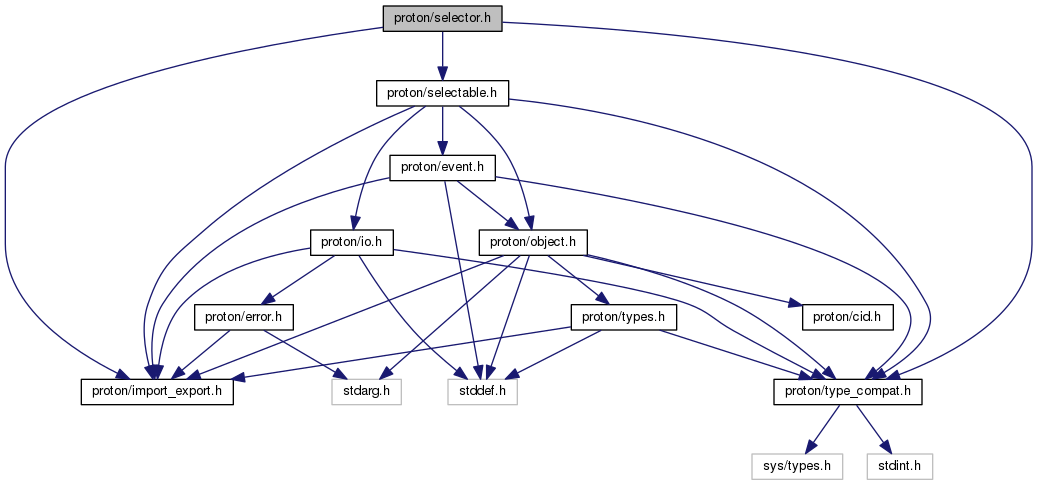 proton/selector.h
proton/selectable.h
proton/event.h
proton/io.h
proton/object.h
proton/error.h
proton/types.h
proton/cid.h
proton/import_export.h
stdarg.h
stddef.h
proton/type_compat.h
sys/types.h
stdint.h